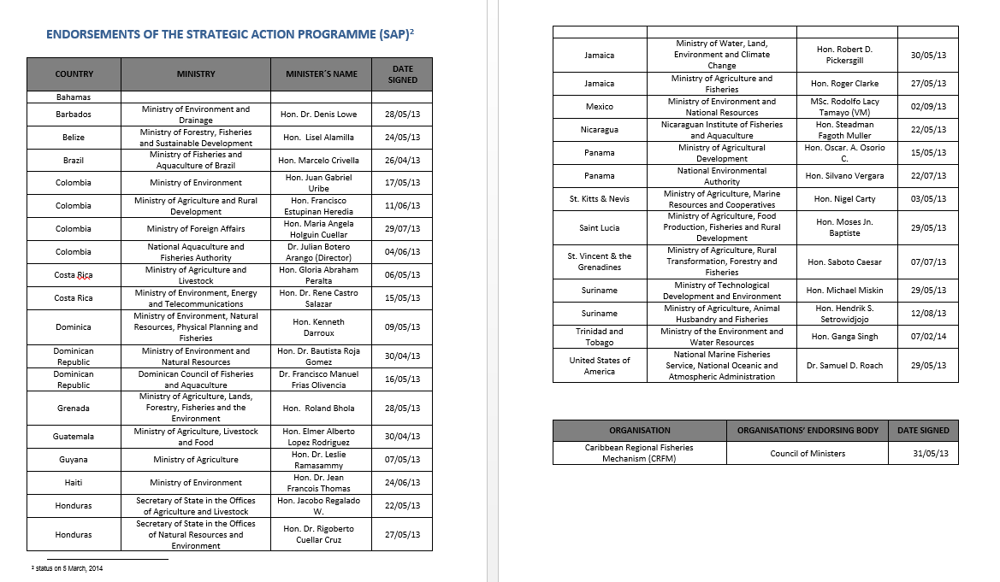 ENDORSEMENTS OF THE STRATEGIC ACTION PROGRAMME (SAP)²
COUNTRY MINISTRY MINISTER´S NAME DATE SIGNED
Bahamas
Barbados Ministry of Environment and Drainage Hon. Dr. Denis Lowe 28/05/13
Belize Ministry of Forestry, Fisheries and Sustainable Development Hon. Lisel Alamilla 24/05/13
Brazil Ministry of Fisheries and Aquaculture of Brazil Hon. Marcelo Crivella 26/04/13
Colombia Ministry of Environment Hon. Juan Gabriel Uribe 17/05/13
Colombia Ministry of Agriculture and Rural Development Hon. Francisco Estupinan Heredia 11/06/13
Colombia Ministry of Foreign Affairs Hon. Maria Angela Holguin Cuellar 29/07/13
Colombia National Aquaculture and Fisheries Authority Dr. Julian Botero Arango (Director) 04/06/13
Costa Rica Ministry of Agriculture and Livestock Hon. Gloria Abraham Peralta 06/05/13
Costa Rica Ministry of Environment, Energy and Telecommunications Hon. Dr. Rene Castro Salazar 15/05/13
Dominica Ministry of Environment, Natural Resources, Physical Planning and Fisheries Hon. Kenneth Darroux 09/05/13
Dominican Republic Ministry of Environment and Natural Resources Hon. Dr. Bautista Roja Gomez 30/04/13
Dominican Republic Dominican Council of Fisheries and Aquaculture Dr. Francisco Manuel Frias Olivencia 16/05/13
Grenada Ministry of Agriculture, Lands, Forestry, Fisheries and the Environment Hon. Roland Bhola 28/05/13
Guatemala Ministry of Agriculture, Livestock and Food Hon. Elmer Alberto Lopez Rodriguez 30/04/13
Guyana Ministry of Agriculture Hon. Dr. Leslie Ramasammy 07/05/13
Haiti Ministry of Environment Hon. Dr. Jean Francois Thomas 24/06/13
Honduras Secretary of State in the Offices of Agriculture and Livestock Hon. Jacobo Regalado W. 22/05/13
Honduras Secretary of State in the Offices of Natural Resources and Environment Hon. Dr. Rigoberto Cuellar Cruz 27/05/13
² status on 5 March, 2014
Jamaica Ministry of Water, Land, Environment and Climate Change Hon. Robert D. Pickersgill 30/05/13
Jamaica Ministry of Agriculture and Fisheries Hon. Roger Clarke 27/05/13
Mexico Ministry of Environment and National Resources MSc. Rodolfo Lacy Tamayo (VM) 02/09/13
Nicaragua Nicaraguan Institute of Fisheries and Aquaculture Hon. Steadman Fagoth Muller 22/05/13
Panama Ministry of Agricultural Development Hon. Oscar. A. Osorio C. 15/05/13
Panama National Environmental Authority Hon. Silvano Vergara 22/07/13
St. Kitts & Nevis Ministry of Agriculture, Marine Resources and Cooperatives Hon. Nigel Carty 03/05/13
Saint Lucia Ministry of Agriculture, Food Production, Fisheries and Rural Development Hon. Moses Jn. Baptiste 29/05/13
St. Vincent & the Grenadines Ministry of Agriculture, Rural Transformation, Forestry and Fisheries Hon. Saboto Caesar 07/07/13
Suriname Ministry of Technological Development and Environment Hon. Michael Miskin 29/05/13
Suriname Ministry of Agriculture, Animal Husbandry and Fisheries Hon. Hendrik S. Setrowidjojo 12/08/13
Trinidad and Tobago Ministry of the Environment and Water Resources Hon. Ganga Singh 07/02/14
United States of America National Marine Fisheries Service, National Oceanic and Atmospheric Administration Dr. Samuel D. Roach 29/05/13
ORGANISATION ORGANISATIONS’ ENDORSING BODY DATE SIGNED
Caribbean Regional Fisheries Mechanism (CRFM) Council of Ministers 31/05/13